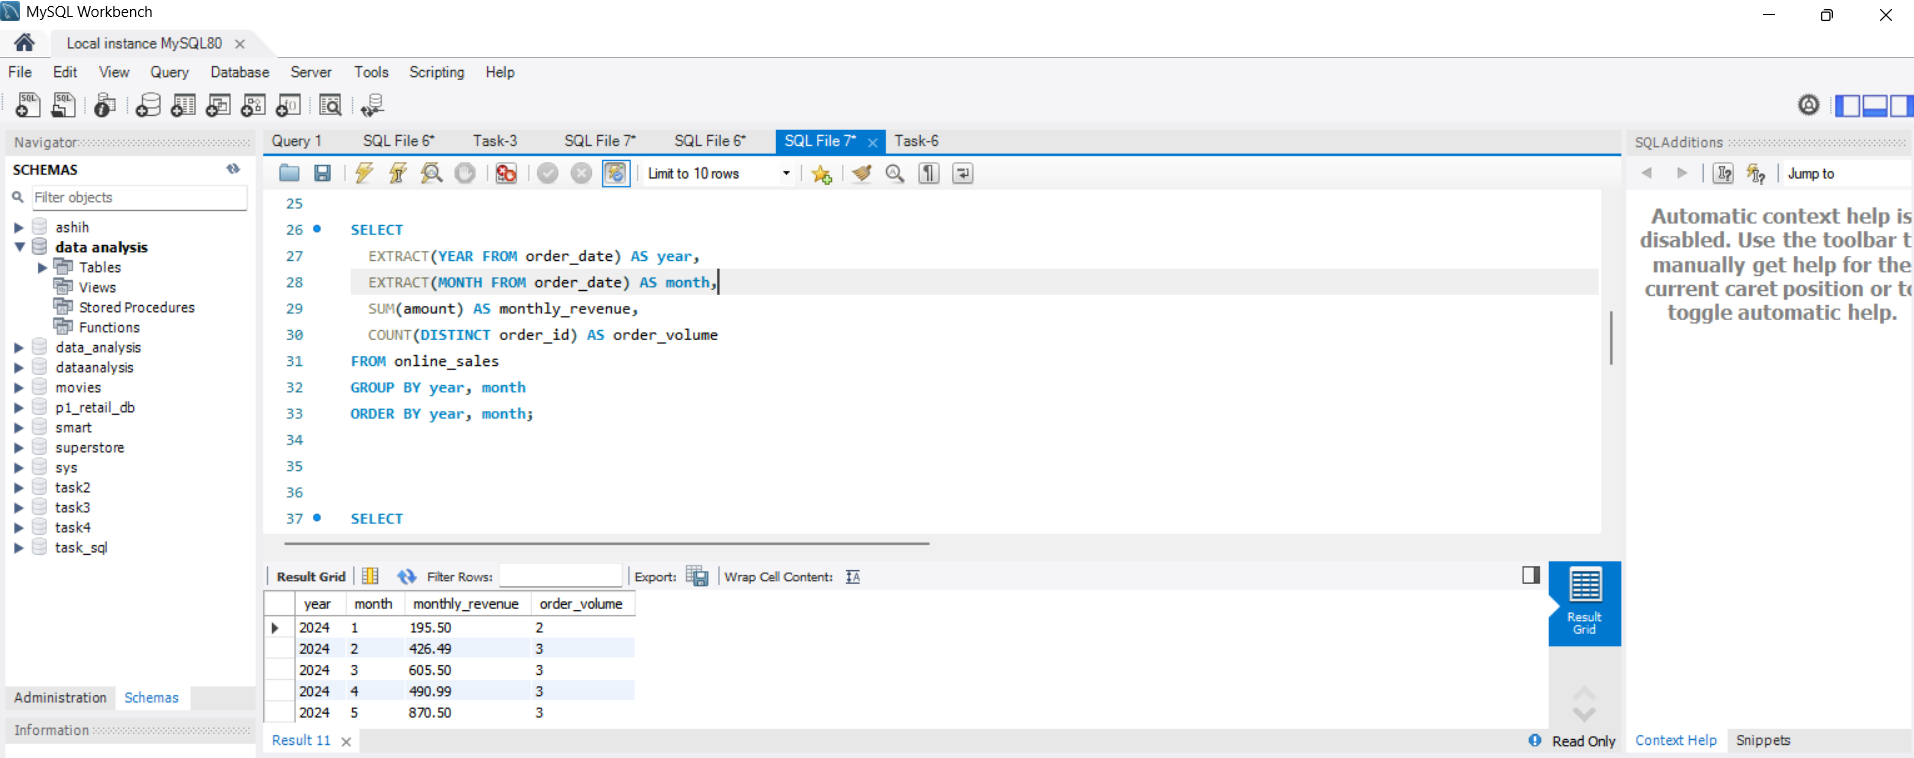 MySQL Workbench
Local instance MySQL80
File Edit View Query Database Server Tools Scripting Help
Navigator
SCHEMAS
Filter objects
ashih
data analysis
Tables
Views
Stored Procedures
Functions
data_analysis
dataanalysis
movies
p1_retail_db
smart
superstore
sys
task2
task3
task4
task_sql
Administration Schemas
Information
Query 1 SQL File 6* Task-3 SQL File 7* SQL File 6* SQL File 7* Task-6
Limit to 10 rows
25
26 SELECT
27 EXTRACT(YEAR FROM order_date) AS year,
28 EXTRACT(MONTH FROM order_date) AS month,
29 SUM(amount) AS monthly_revenue,
30 COUNT(DISTINCT order_id) AS order_volume
31 FROM online_sales
32 GROUP BY year, month
33 ORDER BY year, month;
34
35
36
37 SELECT
Result Grid Filter Rows: Export: Wrap Cell Content:
year month monthly_revenue order_volume
2024 1 195.50 2
2024 2 426.49 3
2024 3 605.50 3
2024 4 490.99 3
2024 5 870.50 3
Result Grid
Result 11
Read Only
SQLAdditions
Jump to
Automatic context help is
disabled. Use the toolbar t
manually get help for the
current caret position or to
toggle automatic help.
Context Help Snippets